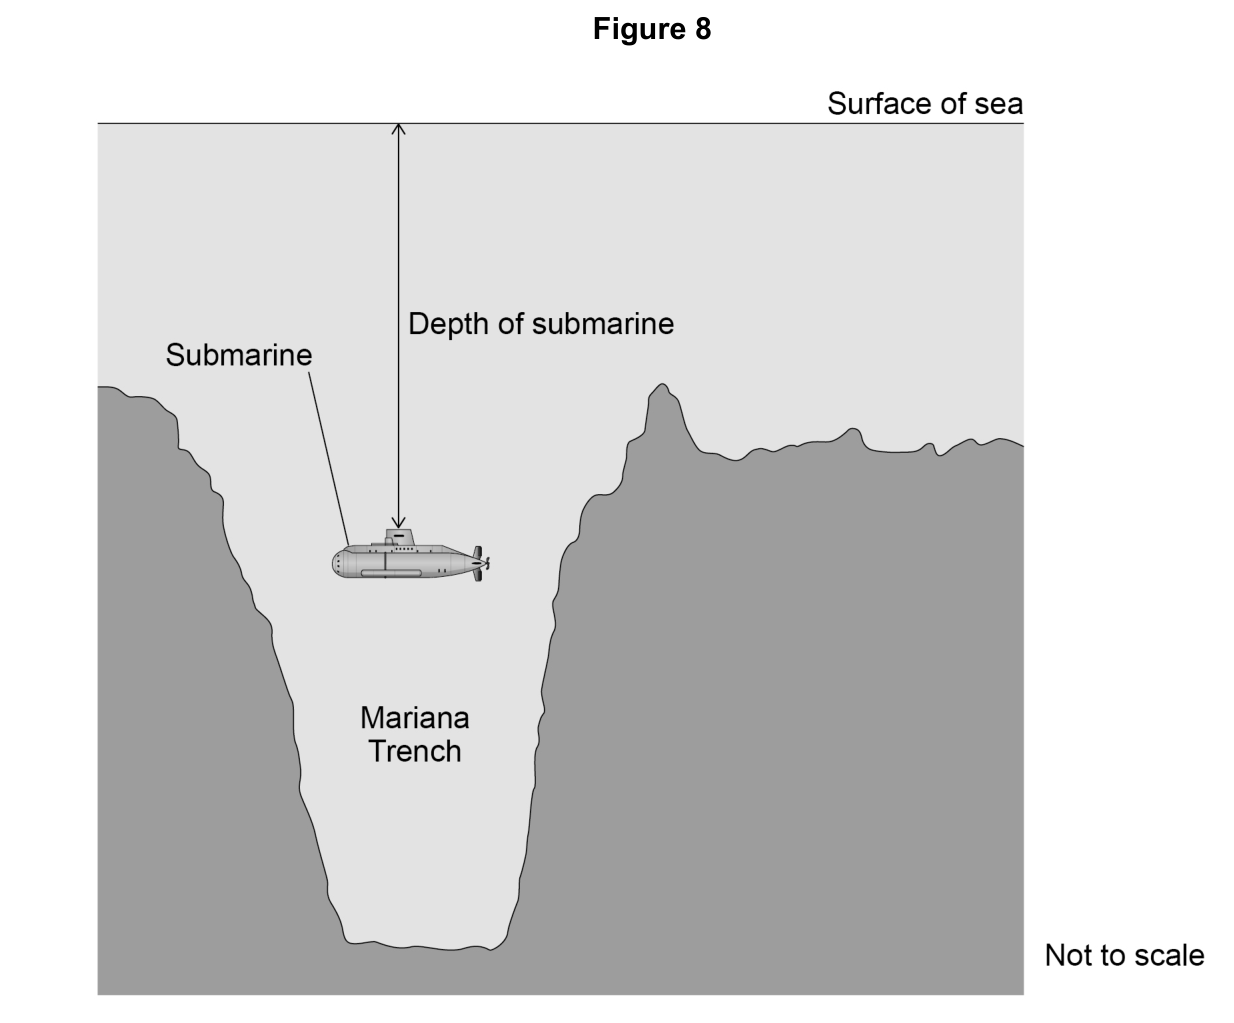 Figure 8
Surface of sea
Depth of submarine
Submarine
Mariana
Trench
Not to scale